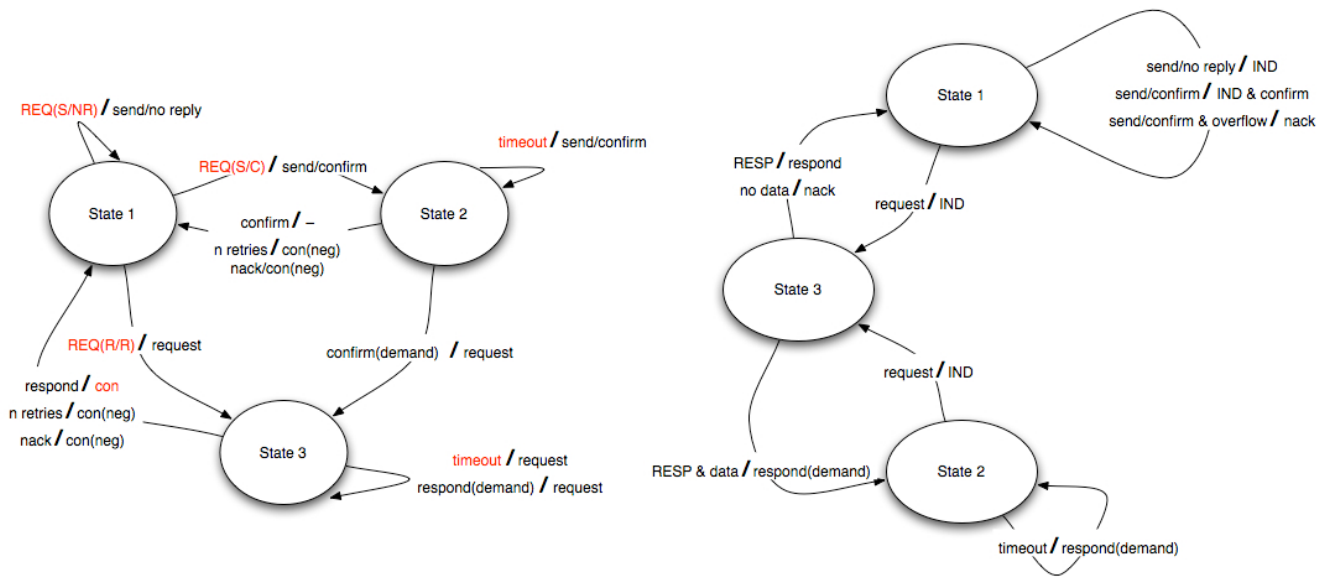 REQ(S/NR) / send/no reply
REQ(S/C) / send/confirm
timeout / send/confirm
State 1
State 2
confirm / –
n retries / con(neg)
nack/con(neg)
REQ(R/R) / request
confirm(demand) / request
respond / con
n retries / con(neg)
nack / con(neg)
State 3
timeout / request
respond(demand) / request
State 1
send/no reply / IND
send/confirm / IND & confirm
send/confirm & overflow / nack
RESP / respond
no data / nack
request / IND
State 3
request / IND
RESP & data / respond(demand)
State 2
timeout / respond(demand)